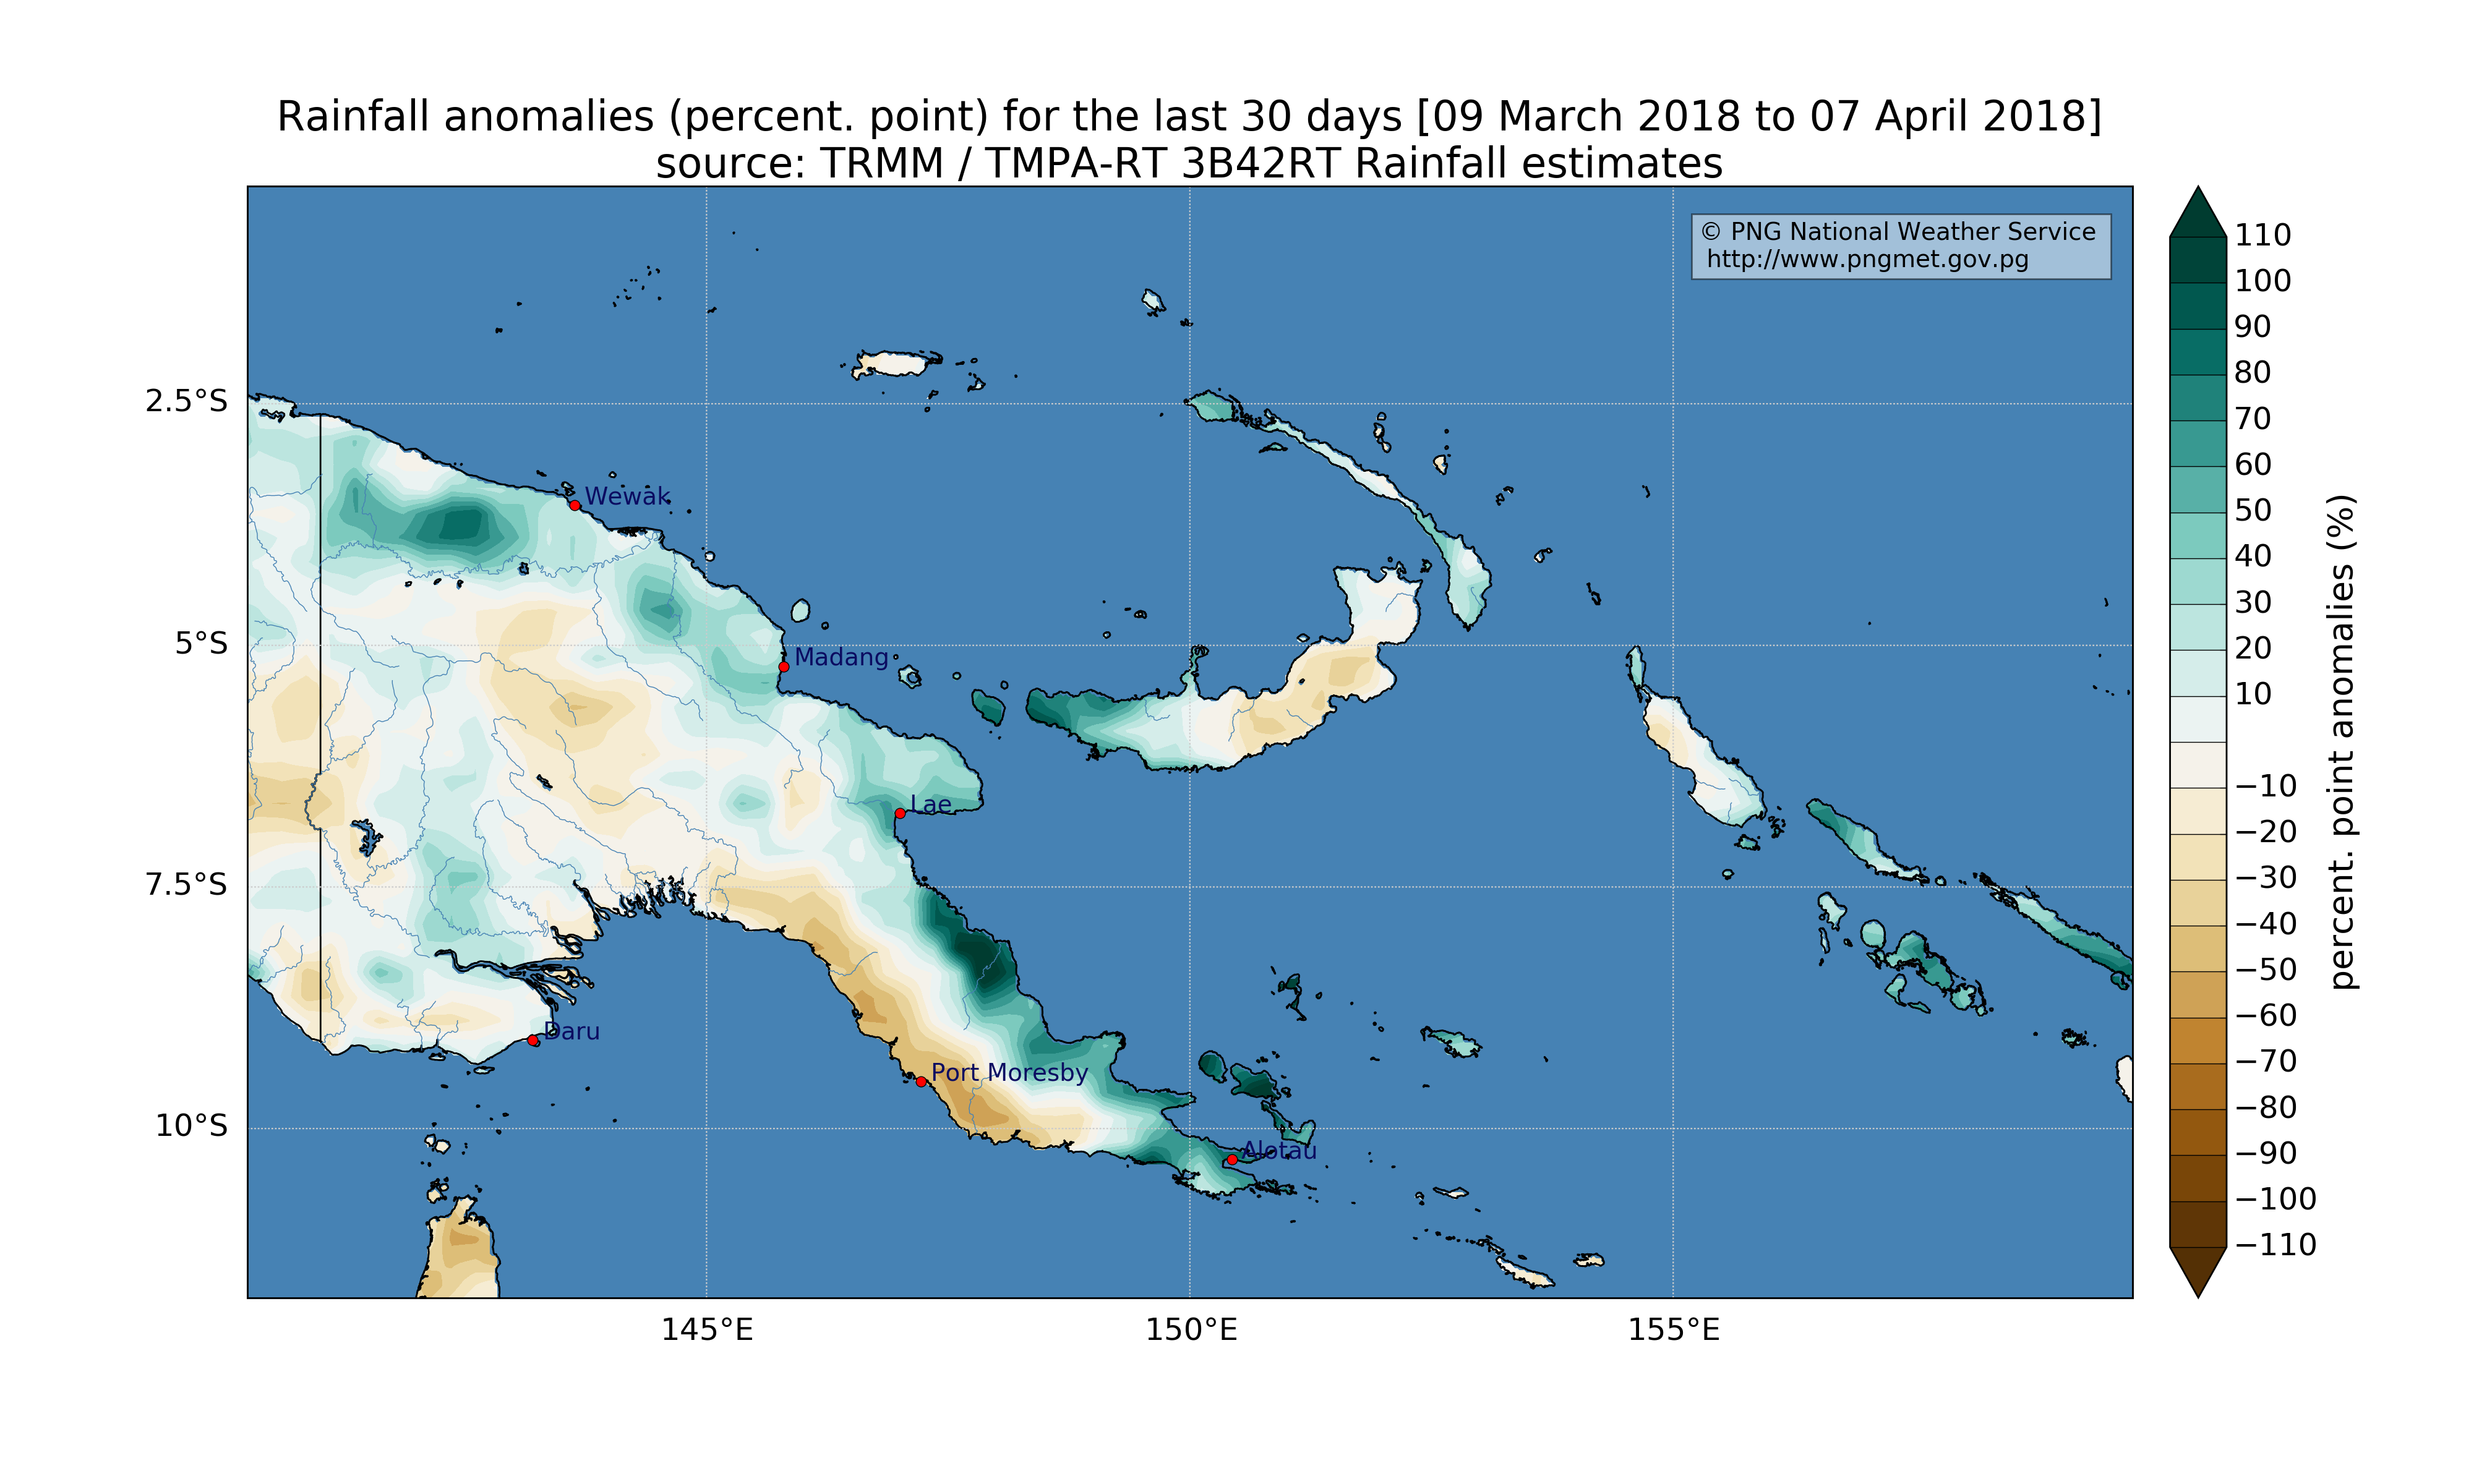 Rainfall anomalies (percent. point) for the last 30 days [09 March 2018 to 07 April 2018]
source: TRMM / TMPA-RT 3B42RT Rainfall estimates
© PNG National Weather Service
http://www.pngmet.gov.pg
2.5°S
5°S
7.5°S
10°S
Wewak
Madang
Lae
Daru
Port Moresby
Alotau
145°E
150°E
155°E
110
100
90
80
70
60
50
40
30
20
10
−10
−20
−30
−40
−50
−60
−70
−80
−90
−100
−110
percent. point anomalies (%)